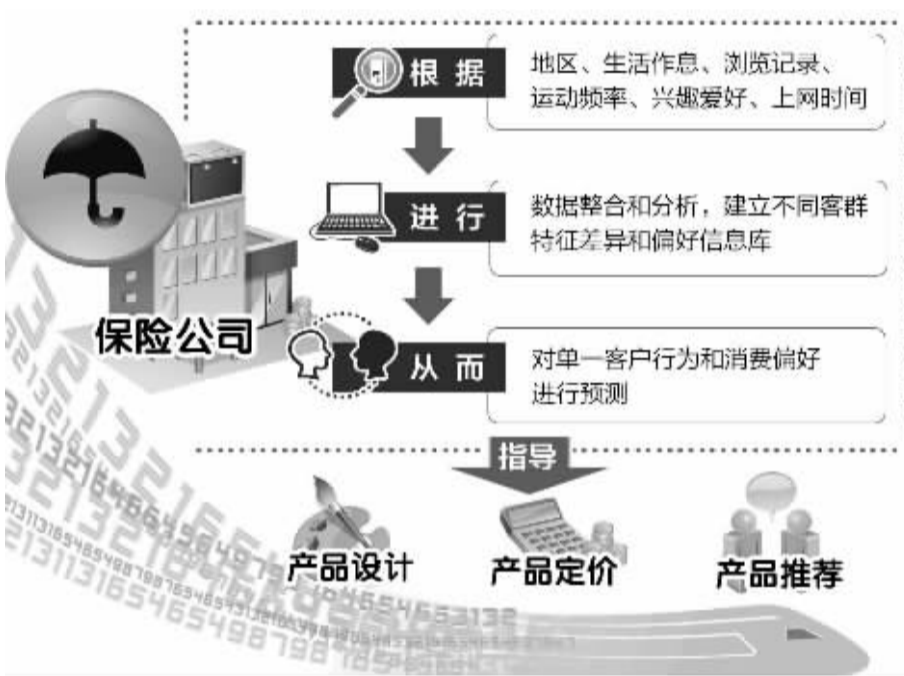 根据
地区、生活作息、浏览记录、
运动频率、兴趣爱好、上网时间
进行
数据整合和分析，建立不同客群
特征差异和偏好信息库
保险公司
从而
对单一客户行为和消费偏好
进行预测
指导
产品设计
产品定价
产品推荐